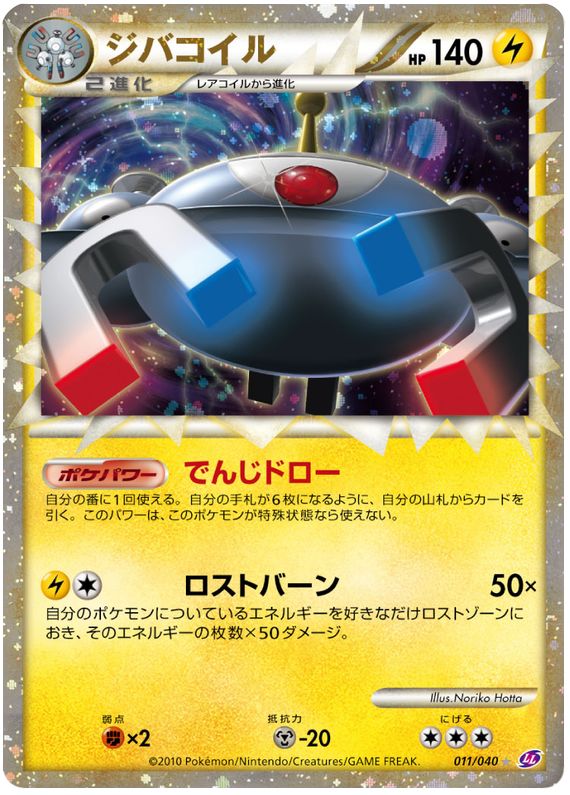 ジバコイル
HP 140
2進化
レアコイルから進化
ポケパワー でんじドロー
自分の番に1回使える。自分の手札が6枚になるように、自分の山札からカードを
引く。このパワーは、このポケモンが特殊状態なら使えない。
ロストバーン 50×
自分のポケモンについているエネルギーを好きなだけロストゾーンに
おき、そのエネルギーの枚数×50ダメージ。
Illus.Noriko Hotta
弱点 抵抗力 にげる
×2 -20
©2010 Pokémon/Nintendo/Creatures/GAME FREAK. 011/040 LL